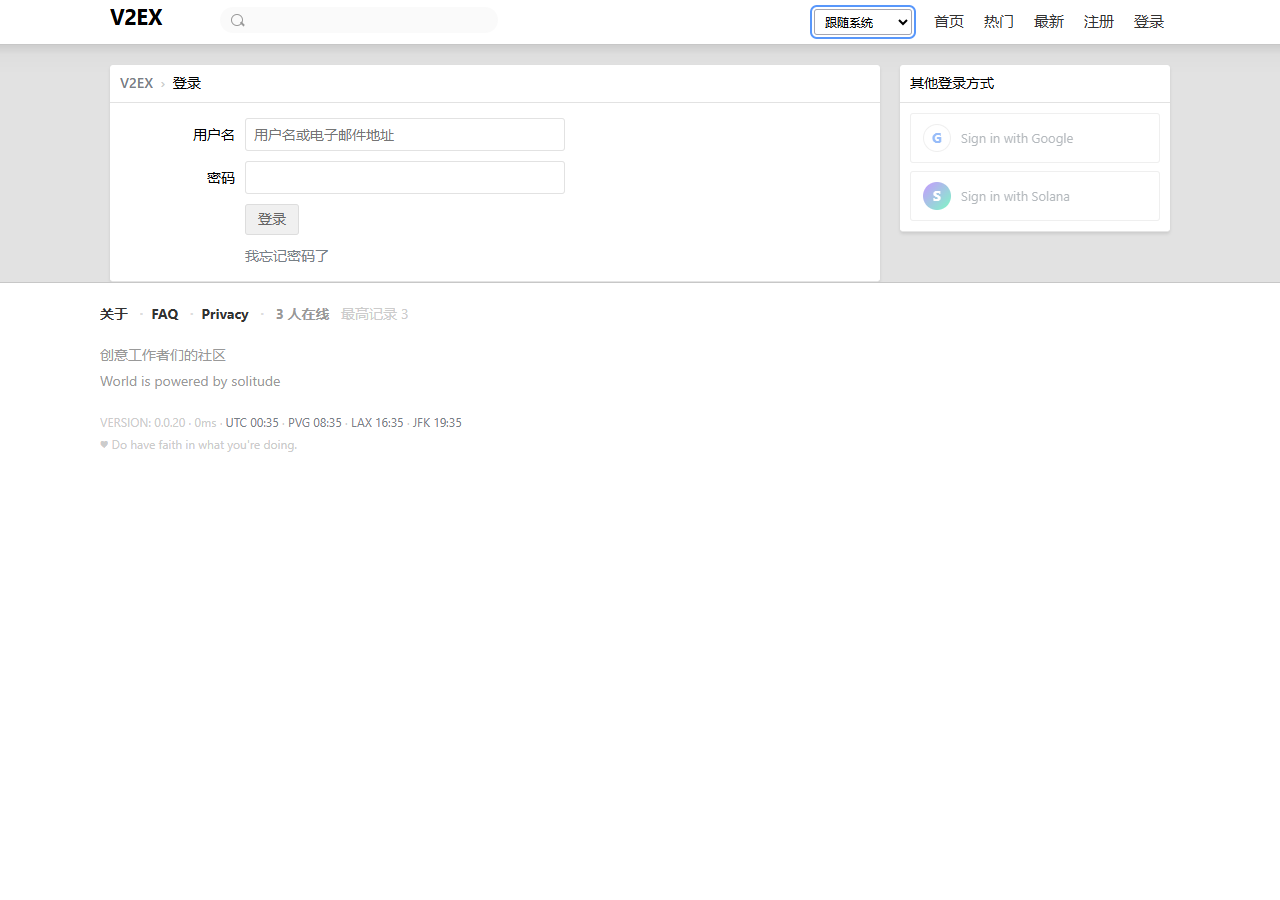 V2EX
跟随系统 首页 热门 最新 注册 登录
V2EX › 登录
用户名 用户名或电子邮件地址
密码
登录
我忘记密码了
其他登录方式
G Sign in with Google
S Sign in with Solana
关于 · FAQ · Privacy · 3 人在线 最高记录 3
创意工作者们的社区
World is powered by solitude
VERSION: 0.0.20 · 0ms · UTC 00:35 · PVG 08:35 · LAX 16:35 · JFK 19:35
♥ Do have faith in what you're doing.